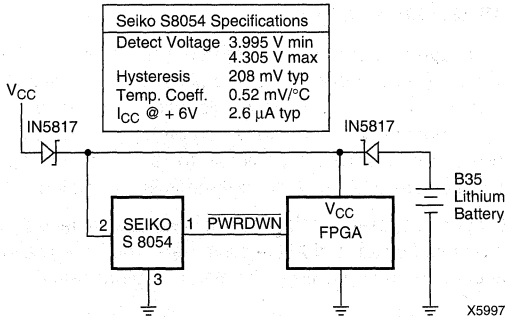 Seiko S8054 Specifications
Detect Voltage 3.995 V min
4.305 V max
Hysteresis 208 mV typ
Temp. Coeff. 0.52 mV/°C
ICC @ + 6V 2.6 µA typ
VCC
IN5817
IN5817
B35
Lithium
Battery
2
SEIKO
S 8054
1
PWRDWN
VCC
FPGA
3
X5997